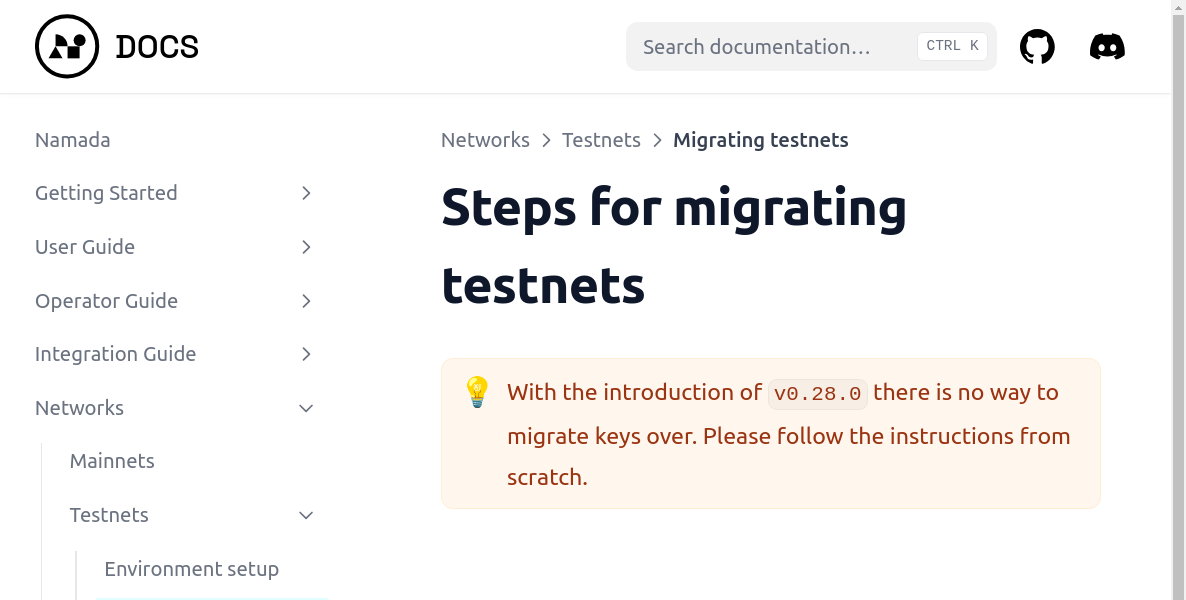 DOCS
Search documentation…
CTRL K
Namada
Getting Started
User Guide
Operator Guide
Integration Guide
Networks
Mainnets
Testnets
Environment setup
Networks
Testnets
Migrating testnets
Steps for migrating
testnets
With the introduction of v0.28.0 there is no way to
migrate keys over. Please follow the instructions from
scratch.